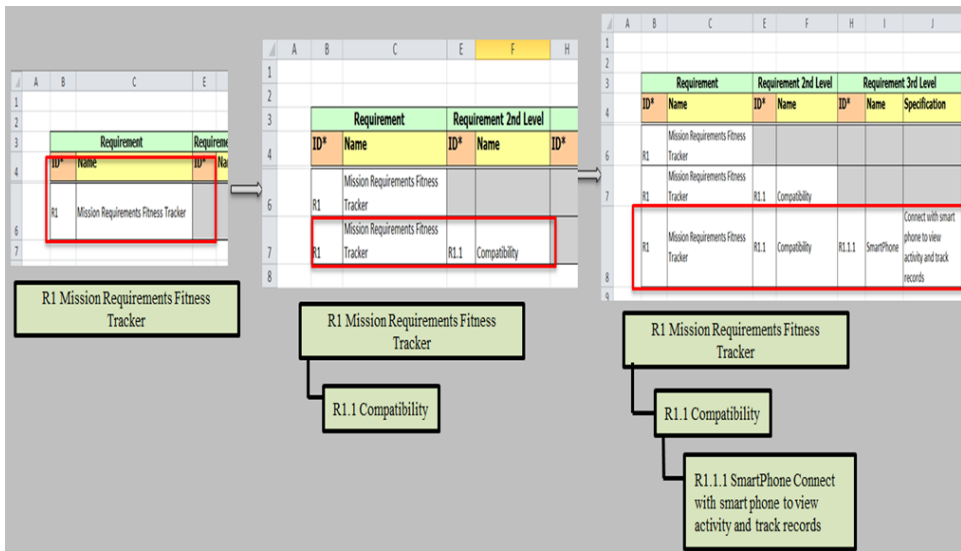 A B C E
1
2
3 Requirement Requireme
4 ID* Name ID* Na
6 R1 Mission Requirements Fitness Tracker
7
R1 Mission Requirements Fitness
Tracker
A B C E F H
1
2
3 Requirement Requirement 2nd Level
4 ID* Name ID* Name ID*
Mission Requirements Fitness
6 R1 Tracker
Mission Requirements Fitness
7 R1 Tracker R1.1 Compatibility
8
R1 Mission Requirements Fitness
Tracker
R1.1 Compatibility
A B C E F H I J
1
2
3 Requirement Requirement 2nd Level Requirement 3rd Level
4 ID* Name ID* Name ID* Name Specification
Mission Requirements Fitness
6 R1 Tracker
Mission Requirements Fitness
7 R1 Tracker R1.1 Compatibility
Connect with smart
Mission Requirements Fitness phone to view
R1 Tracker R1.1 Compatibility R1.1.1 SmartPhone activity and track
8 records
9
R1 Mission Requirements Fitness
Tracker
R1.1 Compatibility
R1.1.1 SmartPhone Connect
with smart phone to view
activity and track records